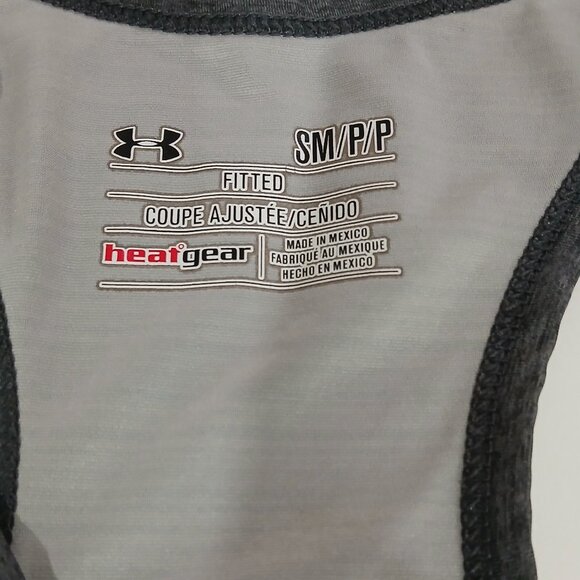 SM/P/P
FITTED
COUPE AJUSTÉE/CEÑIDO
heatgear
MADE IN MEXICO
FABRIQUÉ AU MEXIQUE
HECHO EN MEXICO